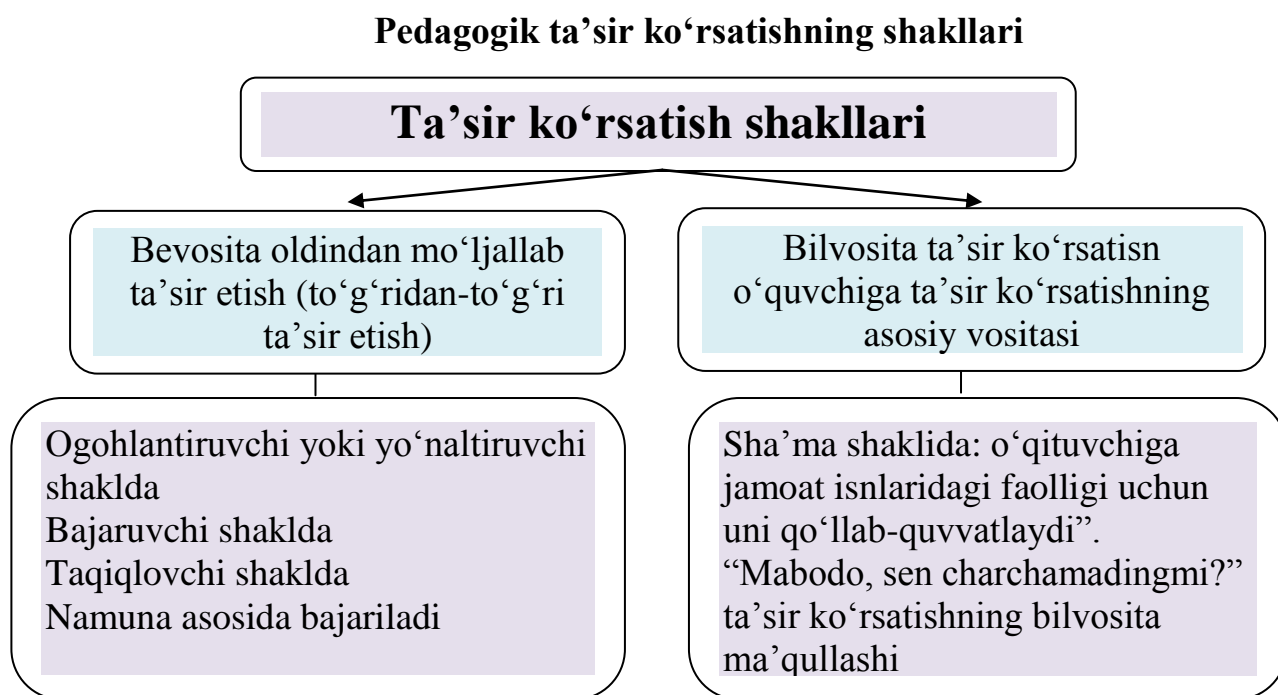 Pedagogik ta’sir ko‘rsatishning shakllari
Ta’sir ko‘rsatish shakllari
Bevosita oldindan mo‘ljallab
ta’sir etish (to‘g‘ridan-to‘g‘ri
ta’sir etish)
Bilvosita ta’sir ko‘rsatisn
o‘quvchiga ta’sir ko‘rsatishning
asosiy vositasi
Ogohlantiruvchi yoki yo‘naltiruvchi
shaklda
Bajaruvchi shaklda
Taqiqlovchi shaklda
Namuna asosida bajariladi
Sha’ma shaklida: o‘qituvchiga
jamoat isnlaridagi faolligi uchun
uni qo‘llab-quvvatlaydi”.
“Mabodo, sen charchamadingmi?”
ta’sir ko‘rsatishning bilvosita
ma’qullashi